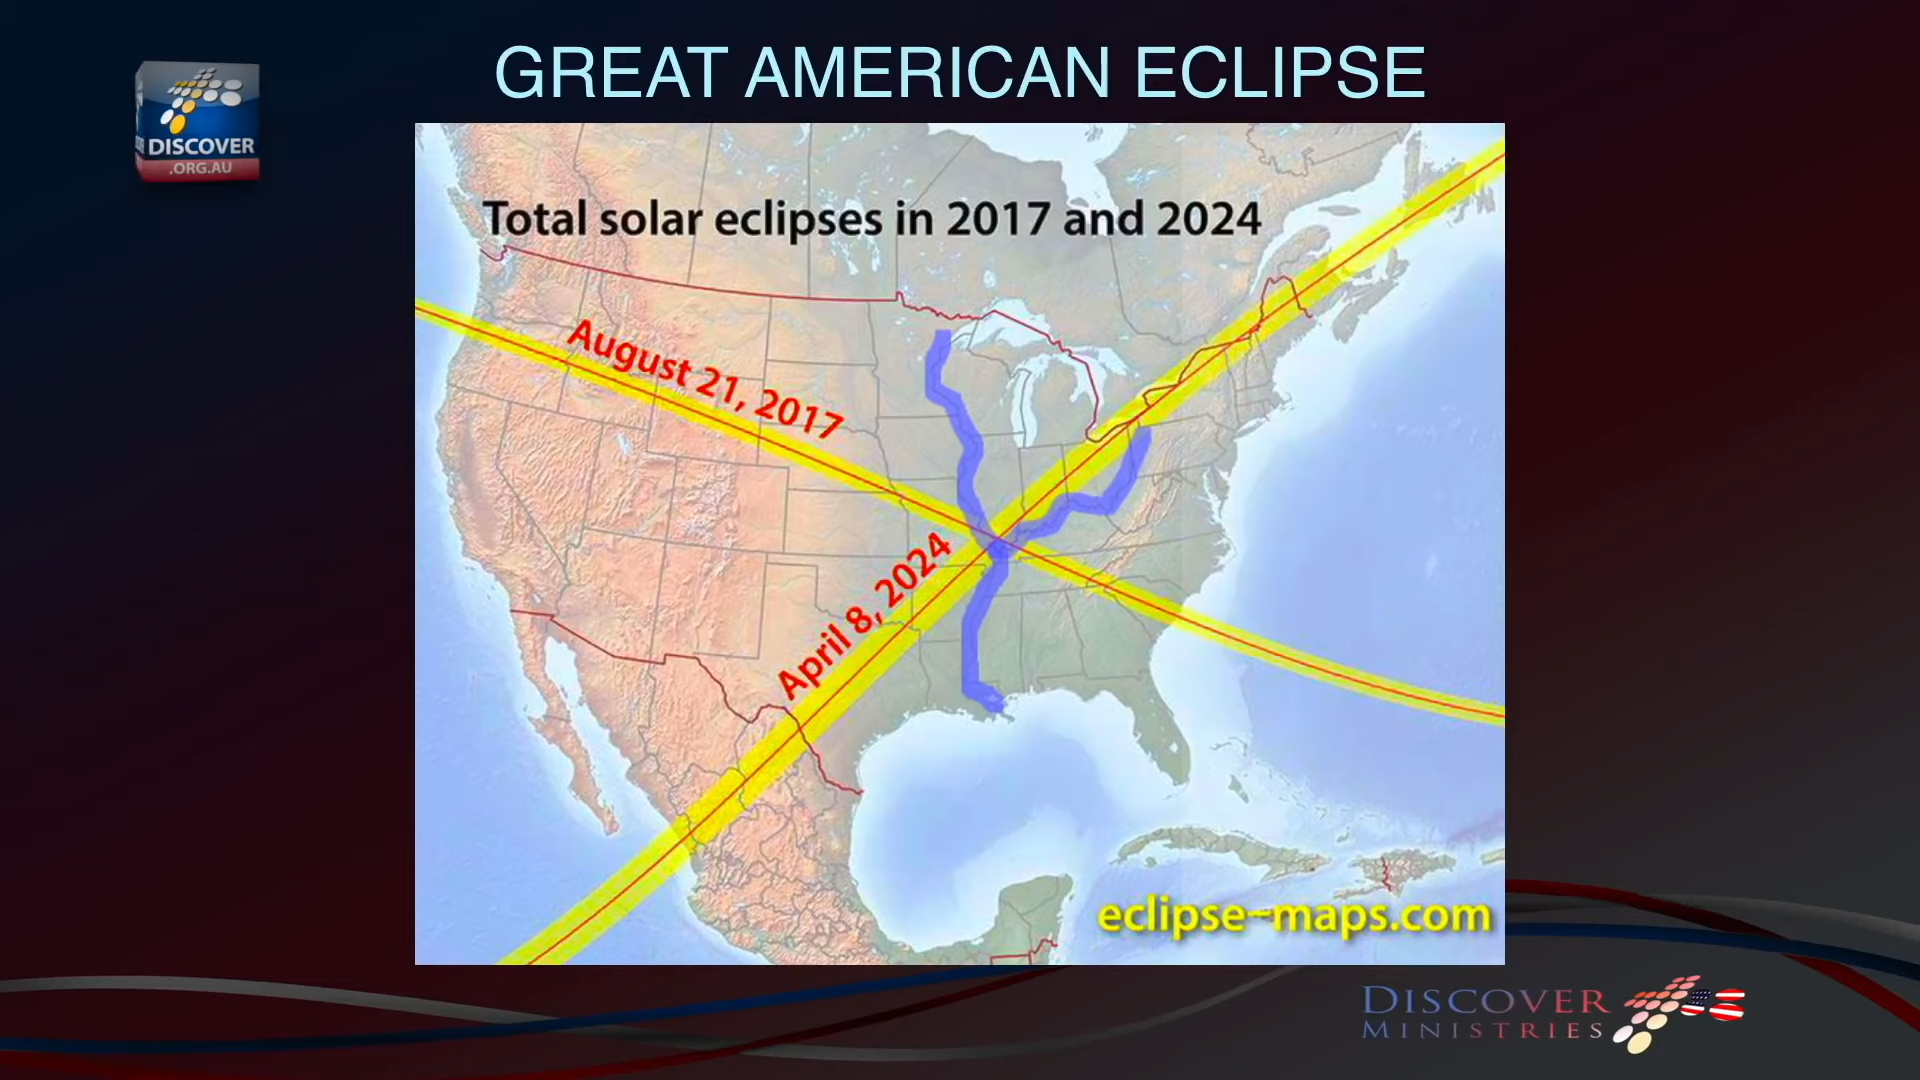 GREAT AMERICAN ECLIPSE
DISCOVER
.ORG.AU
Total solar eclipses in 2017 and 2024
August 21, 2017
April 8, 2024
eclipse-maps.com
DISCOVER
MINISTRIES